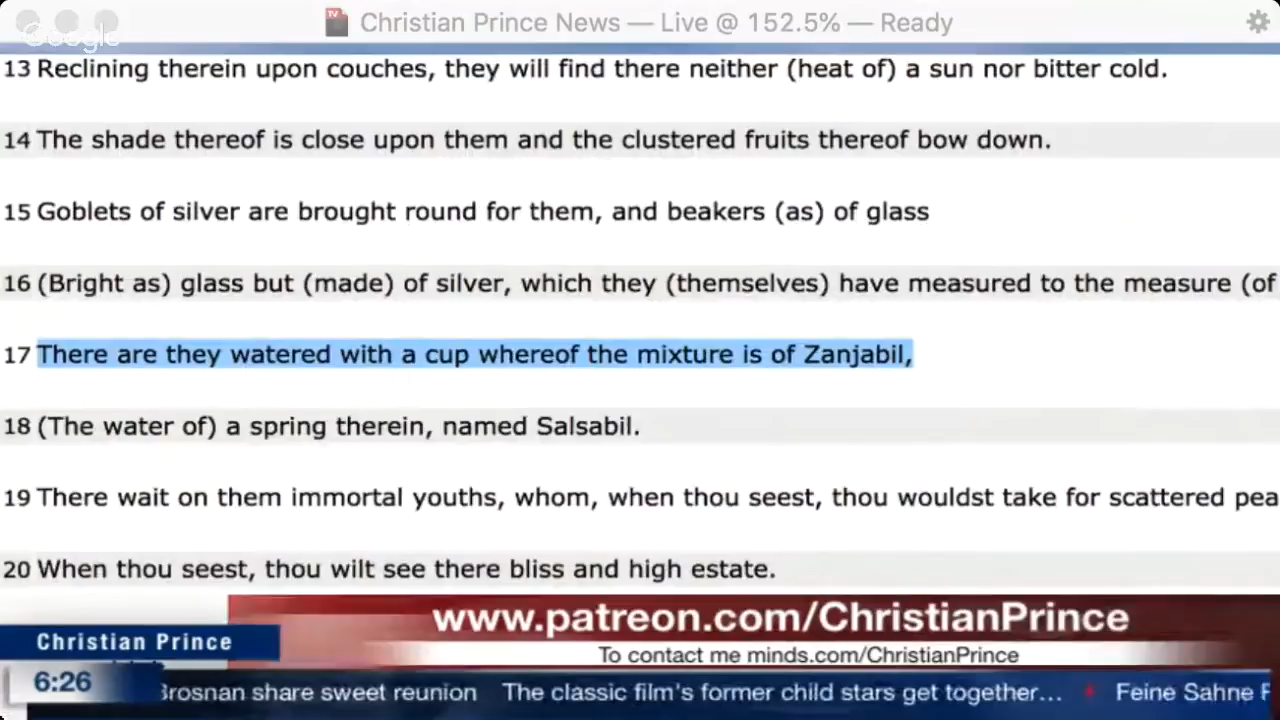 Christian Prince News — Live @ 152.5% — Ready
Google
13 Reclining therein upon couches, they will find there neither (heat of) a sun nor bitter cold.
14 The shade thereof is close upon them and the clustered fruits thereof bow down.
15 Goblets of silver are brought round for them, and beakers (as) of glass
16 (Bright as) glass but (made) of silver, which they (themselves) have measured to the measure (of
17 There are they watered with a cup whereof the mixture is of Zanjabil,
18 (The water of) a spring therein, named Salsabil.
19 There wait on them immortal youths, whom, when thou seest, thou wouldst take for scattered pea
20 When thou seest, thou wilt see there bliss and high estate.
www.patreon.com/ChristianPrince
Christian Prince
To contact me minds.com/ChristianPrince
6:26
Brosnan share sweet reunion The classic film's former child stars get together... Feine Sahne F